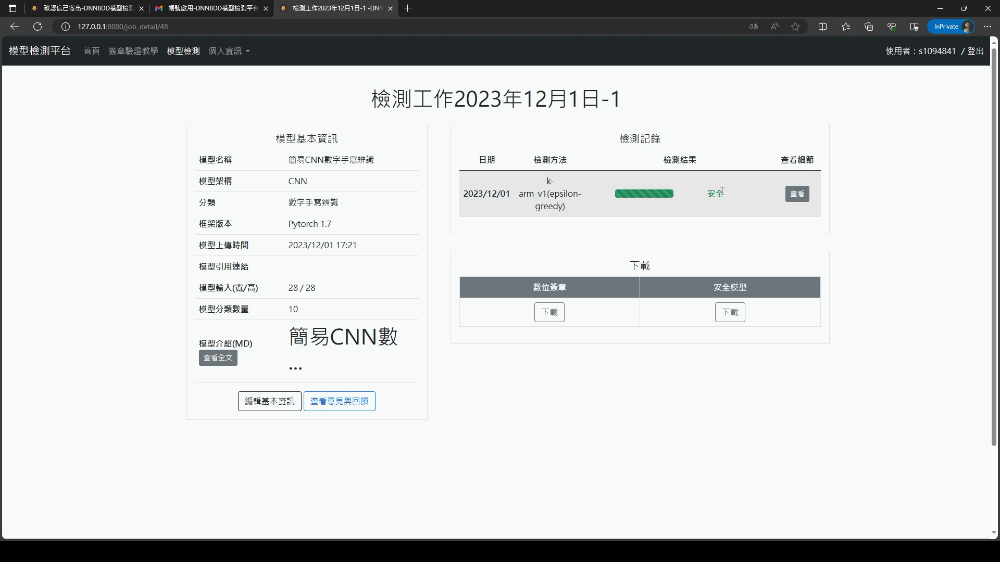 確認信已寄出-DNNBDD模型檢測
帳號啟用-DNNBDD模型檢測平台
檢測工作2023年12月1日-1 -DNN
127.0.0.1:8000/job_detail/48
InPrivate
模型檢測平台
首頁
簽章驗證教學
模型檢測
個人資訊
使用者：s1094841 / 登出
檢測工作2023年12月1日-1
模型基本資訊
模型名稱 簡易CNN數字手寫辨識
模型架構 CNN
分類 數字手寫辨識
框架版本 Pytorch 1.7
模型上傳時間 2023/12/01 17:21
模型引用連結
模型輸入(寬/高) 28 / 28
模型分類數量 10
模型介紹(MD)
查看全文
簡易CNN數
...
編輯基本資訊 查看意見與回饋
檢測記錄
日期 檢測方法 檢測結果 查看細節
2023/12/01
k-
arm_v1(epsilon-
greedy)
安全
查看
下載
數位簽章 安全模型
下載 下載